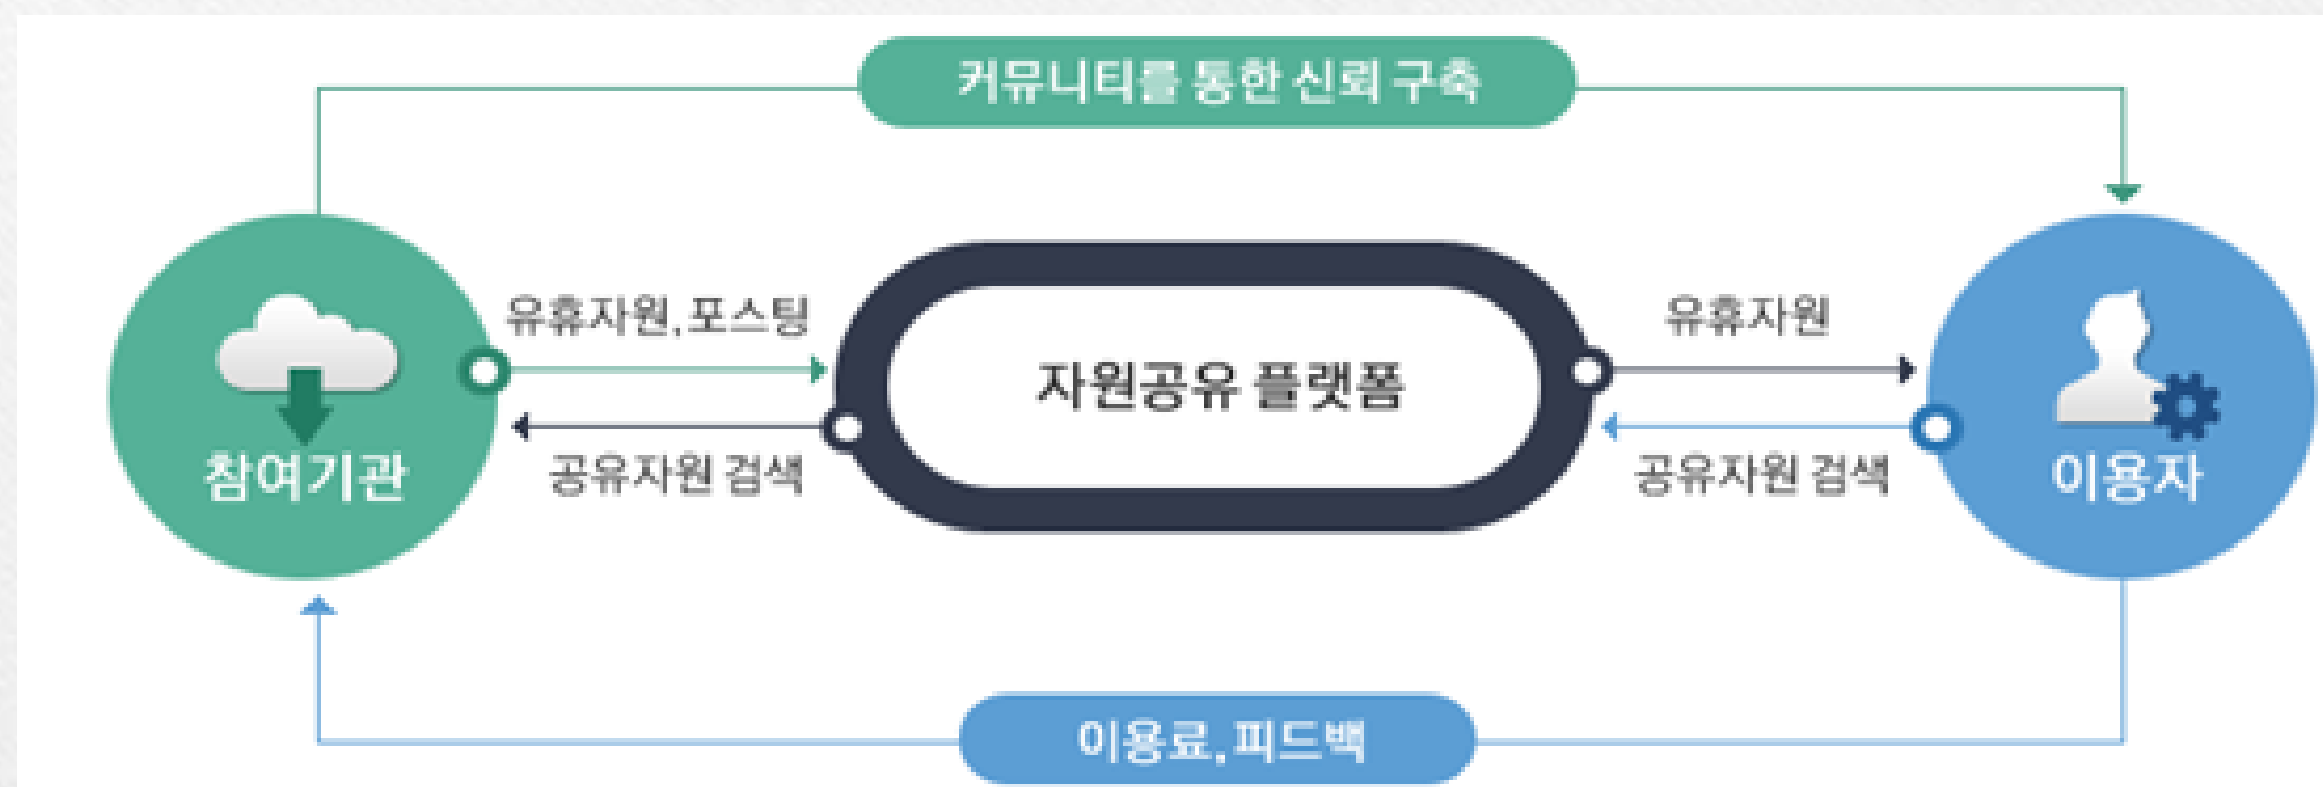 커뮤니티를 통한 신뢰 구축
유휴자원, 포스팅
유휴자원
자원공유 플랫폼
참여기관
공유자원 검색
공유자원 검색
이용자
이용료, 피드백